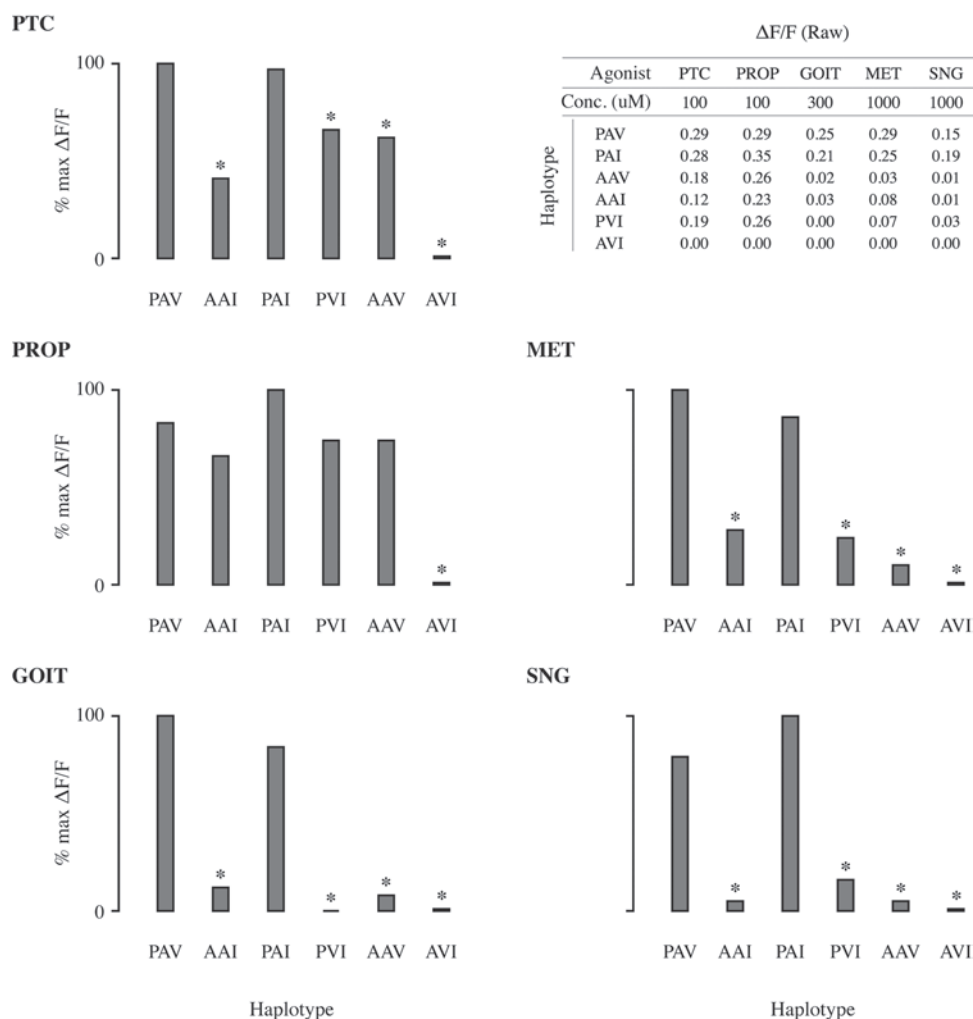 PTC
100
% max ΔF/F
0
* * * *
PAV AAI PAI PVI AAV AVI
ΔF/F (Raw)
Agonist PTC PROP GOIT MET SNG
Conc. (uM) 100 100 300 1000 1000
Haplotype
PAV 0.29 0.29 0.25 0.29 0.15
PAI 0.28 0.35 0.21 0.25 0.19
AAV 0.18 0.26 0.02 0.03 0.01
AAI 0.12 0.23 0.03 0.08 0.01
PVI 0.19 0.26 0.00 0.07 0.03
AVI 0.00 0.00 0.00 0.00 0.00
PROP
100
% max ΔF/F
0
*
PAV AAI PAI PVI AAV AVI
MET
* * * *
PAV AAI PAI PVI AAV AVI
GOIT
100
% max ΔF/F
0
* * * *
PAV AAI PAI PVI AAV AVI
Haplotype
SNG
* * * *
PAV AAI PAI PVI AAV AVI
Haplotype